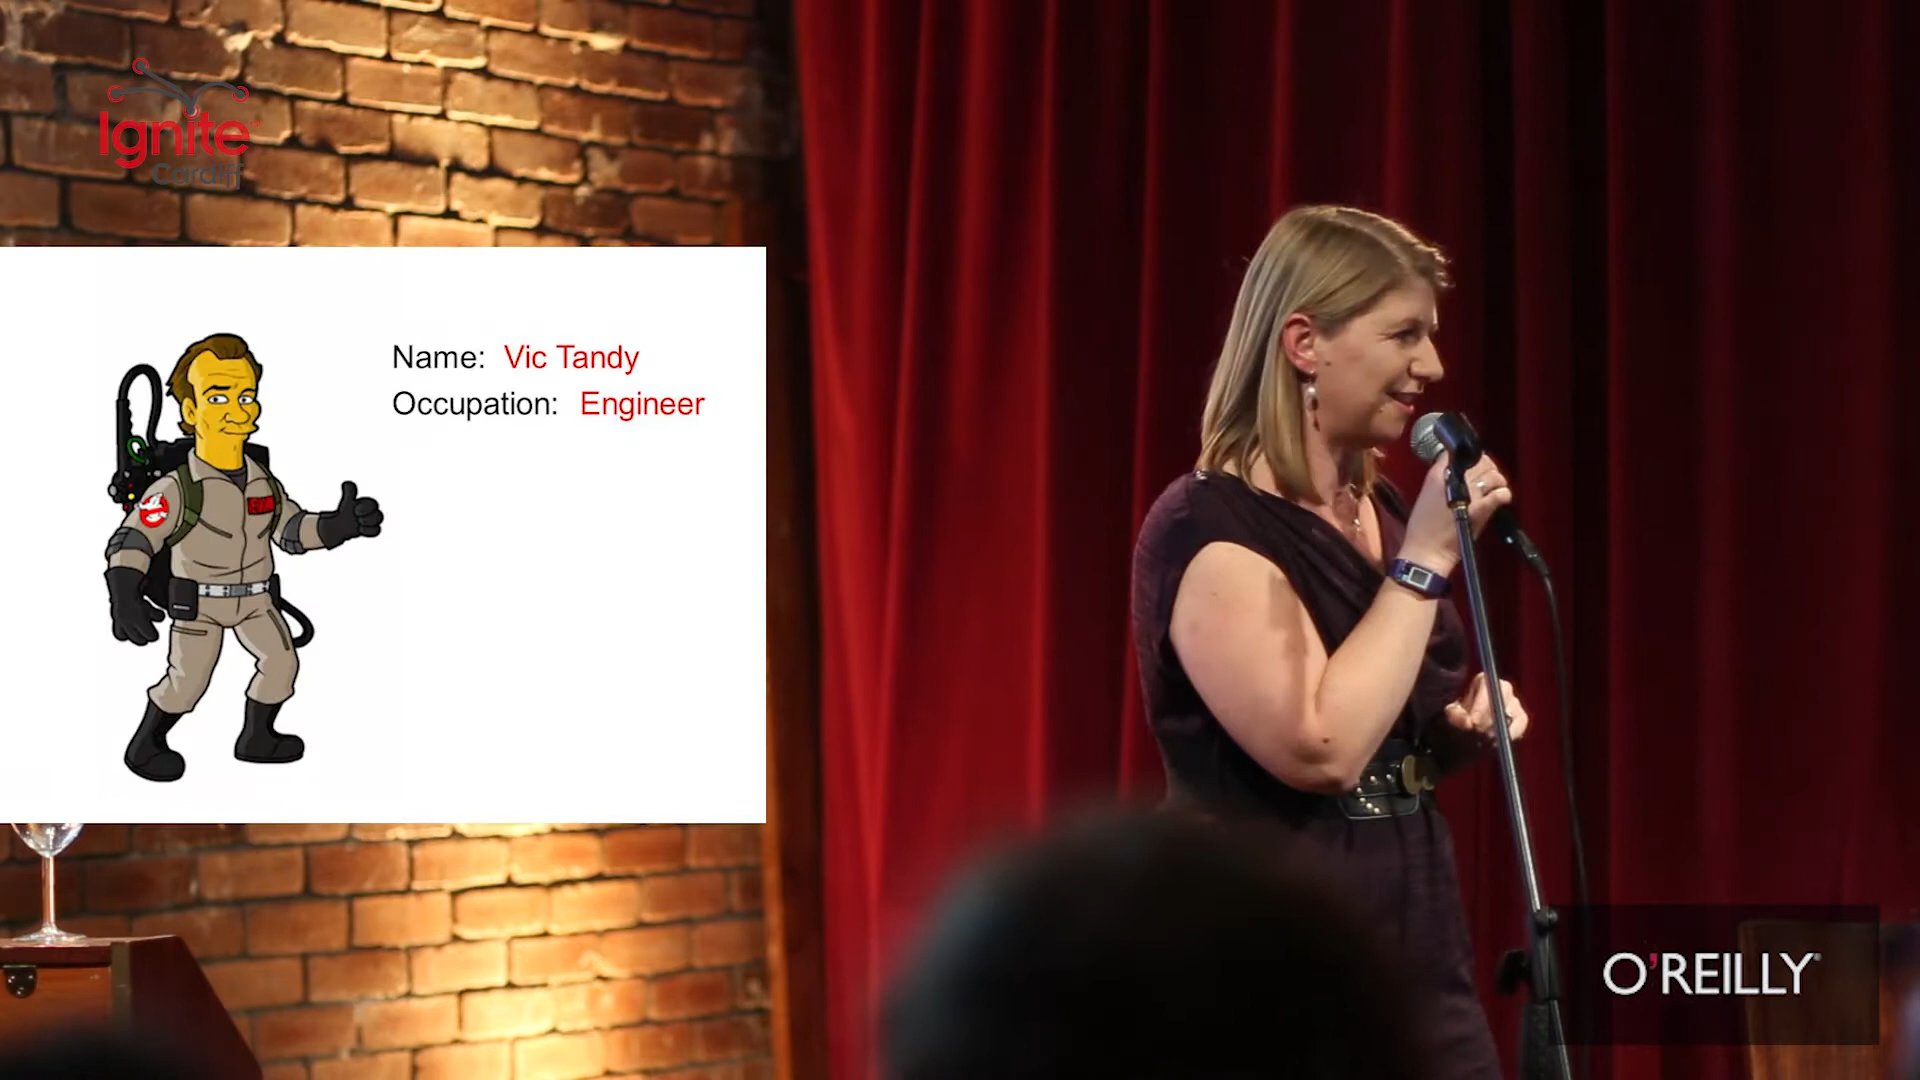 Ignite
Cardiff
Name: Vic Tandy
Occupation: Engineer
O'REILLY